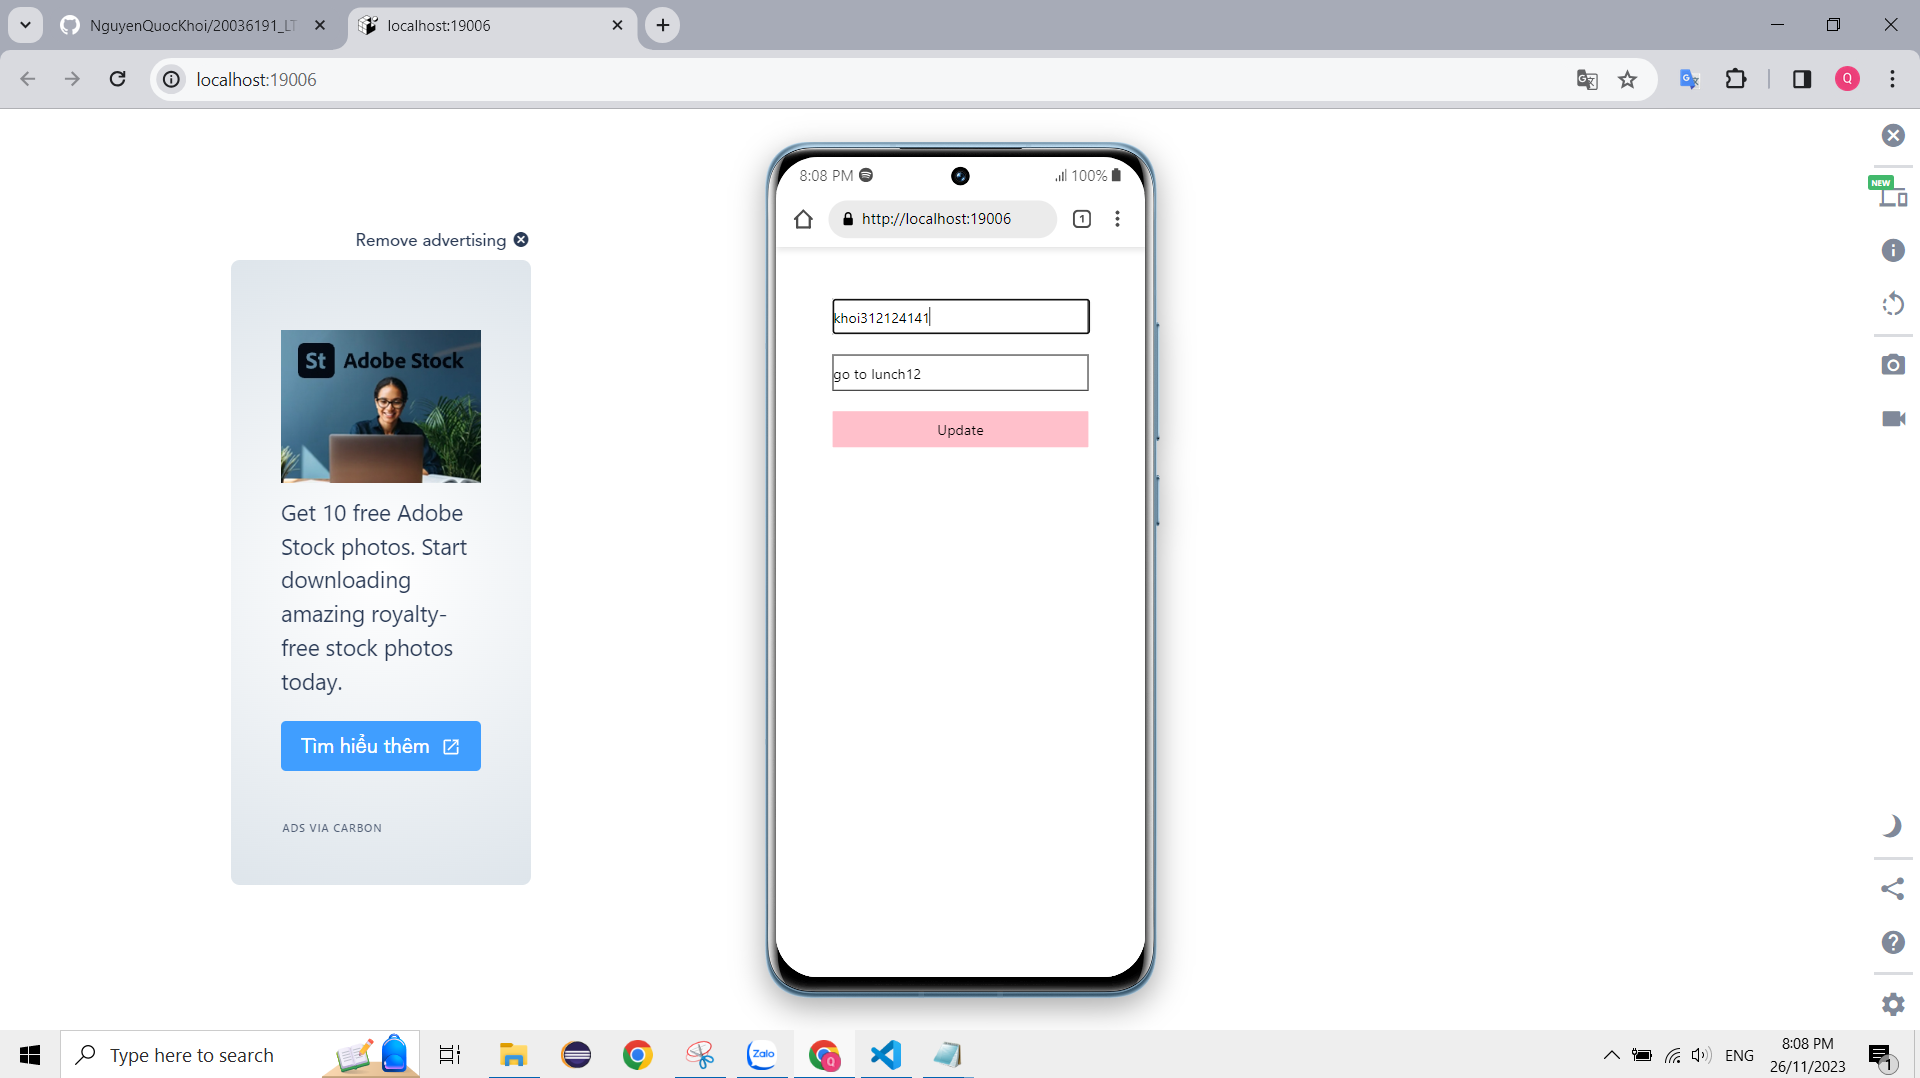 NguyenQuocKhoi/20036191_LT
localhost:19006
localhost:19006
Q
NEW
Remove advertising
St Adobe Stock
Get 10 free Adobe
Stock photos. Start
downloading
amazing royalty-
free stock photos
today.
Tìm hiểu thêm
ADS VIA CARBON
8:08 PM
100%
http://localhost:19006
1
khoi312124141
go to lunch12
Update
Type here to search
Zalo
Q
ENG
8:08 PM
26/11/2023
1